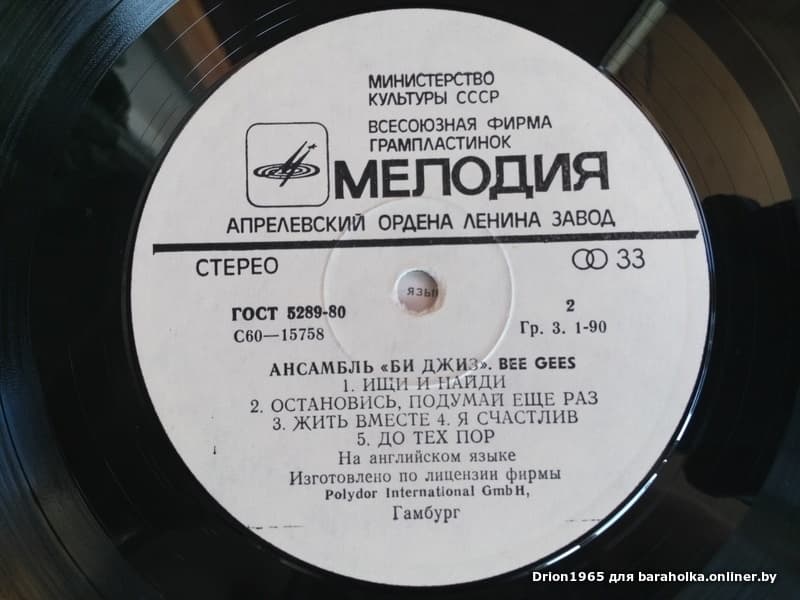 МИНИСТЕРСТВО
КУЛЬТУРЫ СССР
ВСЕСОЮЗНАЯ ФИРМА
ГРАМПЛАСТИНОК
МЕЛОДИЯ
АПРЕЛЕВСКИЙ ОРДЕНА ЛЕНИНА ЗАВОД
СТЕРЕО
33
ГОСТ 5289-80
С60—15758
2
Гр. 3. 1-90
АНСАМБЛЬ «БИ ДЖИЗ». BEE GEES
1. ИЩИ И НАЙДИ
2. ОСТАНОВИСЬ, ПОДУМАЙ ЕЩЕ РАЗ
3. ЖИТЬ ВМЕСТЕ 4. Я СЧАСТЛИВ
5. ДО ТЕХ ПОР
На английском языке
Изготовлено по лицензии фирмы
Polydor International GmbH,
Гамбург
Drion1965 для baraholka.onliner.by